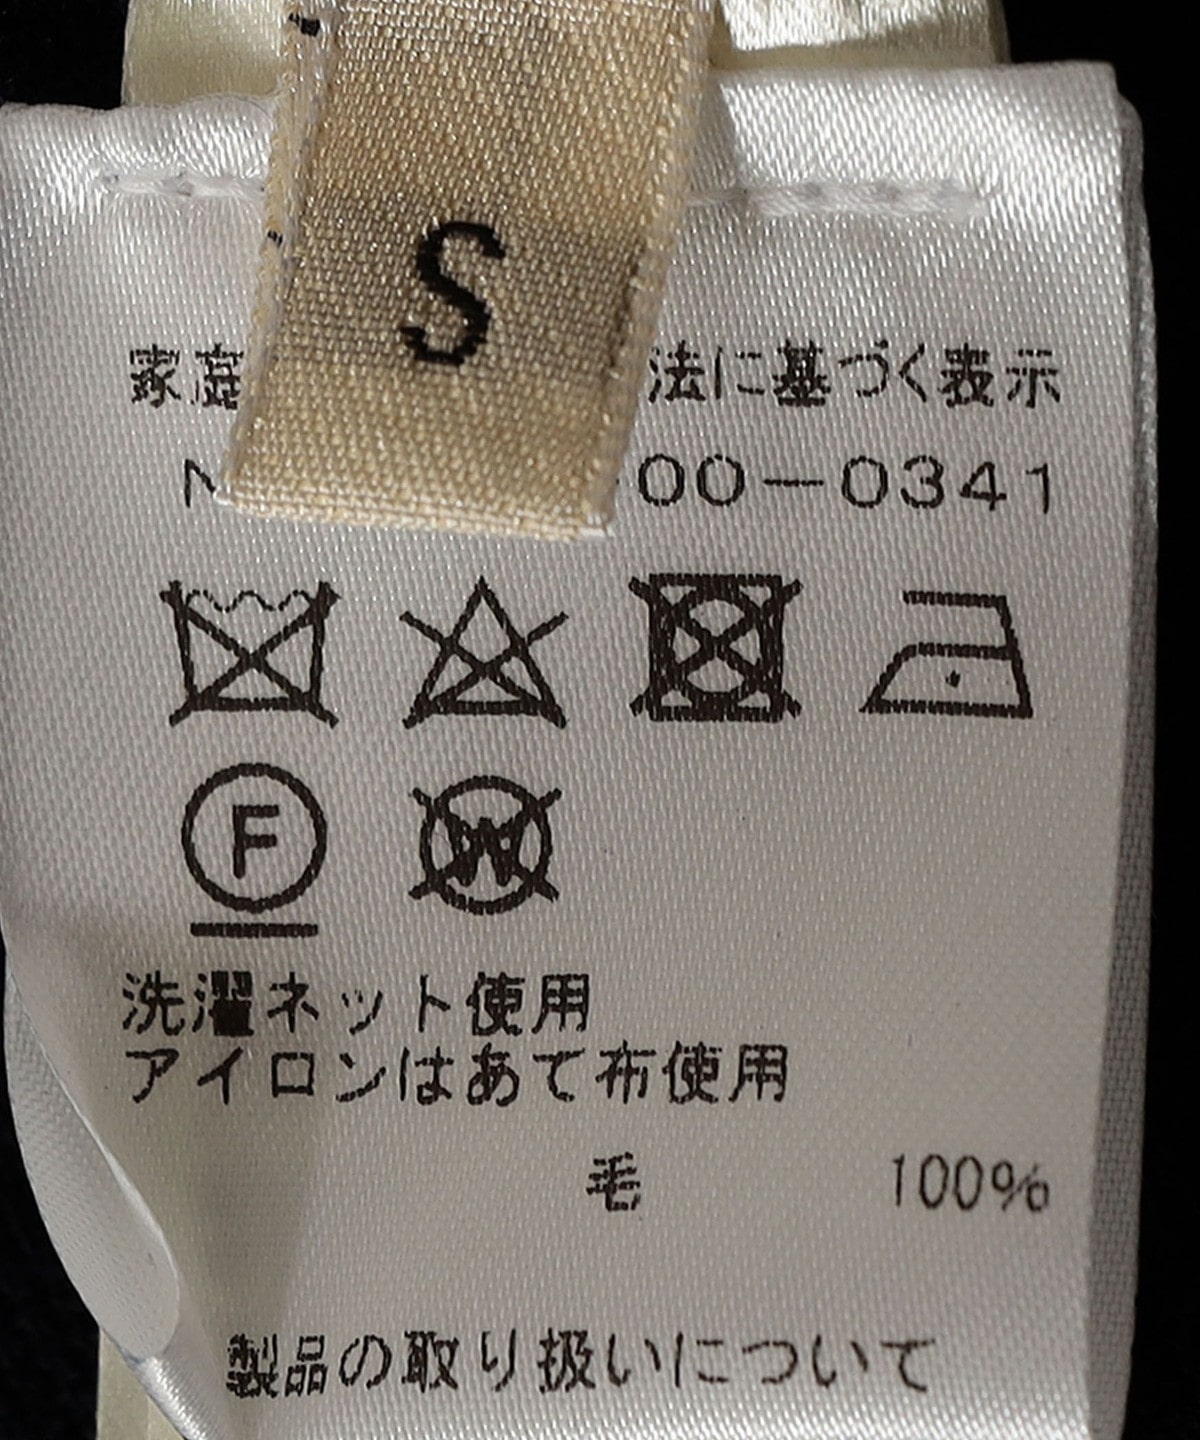 S
家庭 法に基づく表示
N 00-0341
F
W
洗濯ネット使用
アイロンはあて布使用
毛 100%
製品の取り扱いについて